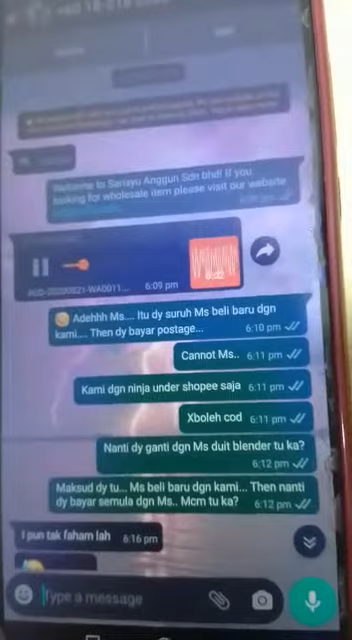 Welcome to Sariayu Anggun Sdn bhd! If you
looking for wholesale item please visit our website
AUD-20200821-WA0011... 6:09 pm
0:02
Adehhh Ms.... Itu dy suruh Ms beli baru dgn
kami.... Then dy bayar postage... 6:10 pm
Cannot Ms.. 6:11 pm
Kami dgn ninja under shopee saja 6:11 pm
Xboleh cod 6:11 pm
Nanti dy ganti dgn Ms duit blender tu ka?
6:12 pm
Maksud dy tu... Ms beli baru dgn kami... Then nanti
dy bayar semula dgn Ms.. Mcm tu ka? 6:12 pm
I pun tak faham lah 6:16 pm
Type a message